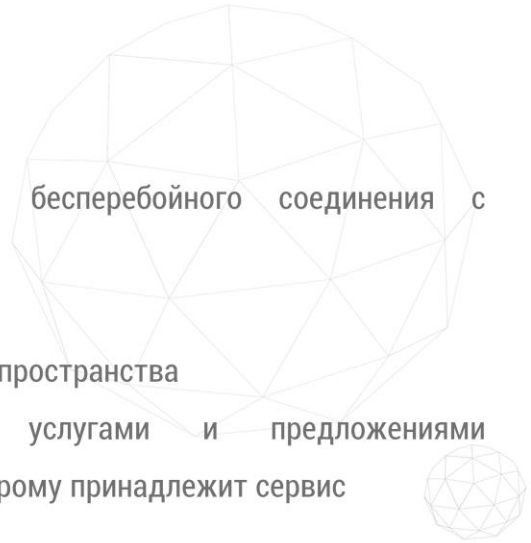 бесперебойного соединения с
пространства
услугами и предложениями
рому принадлежит сервис